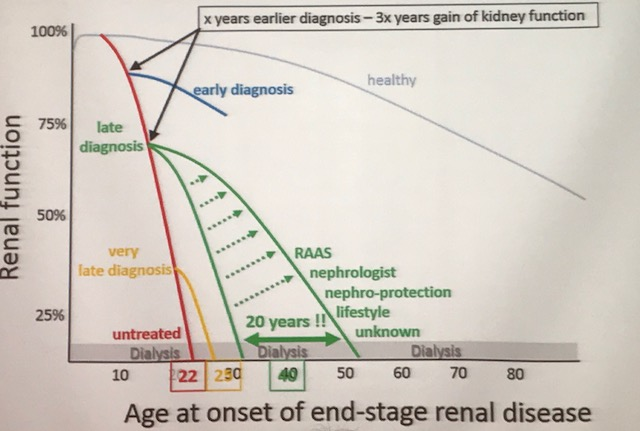 x years earlier diagnosis – 3x years gain of kidney function
100%
healthy
early diagnosis
75%
late
diagnosis
50%
very
late diagnosis
RAAS
nephrologist
nephro-protection
25%
lifestyle
20 years !!
untreated
unknown
Dialysis
Dialysis
Dialysis
10
22
30
50
60
70
80
Renal function
Age at onset of end-stage renal disease